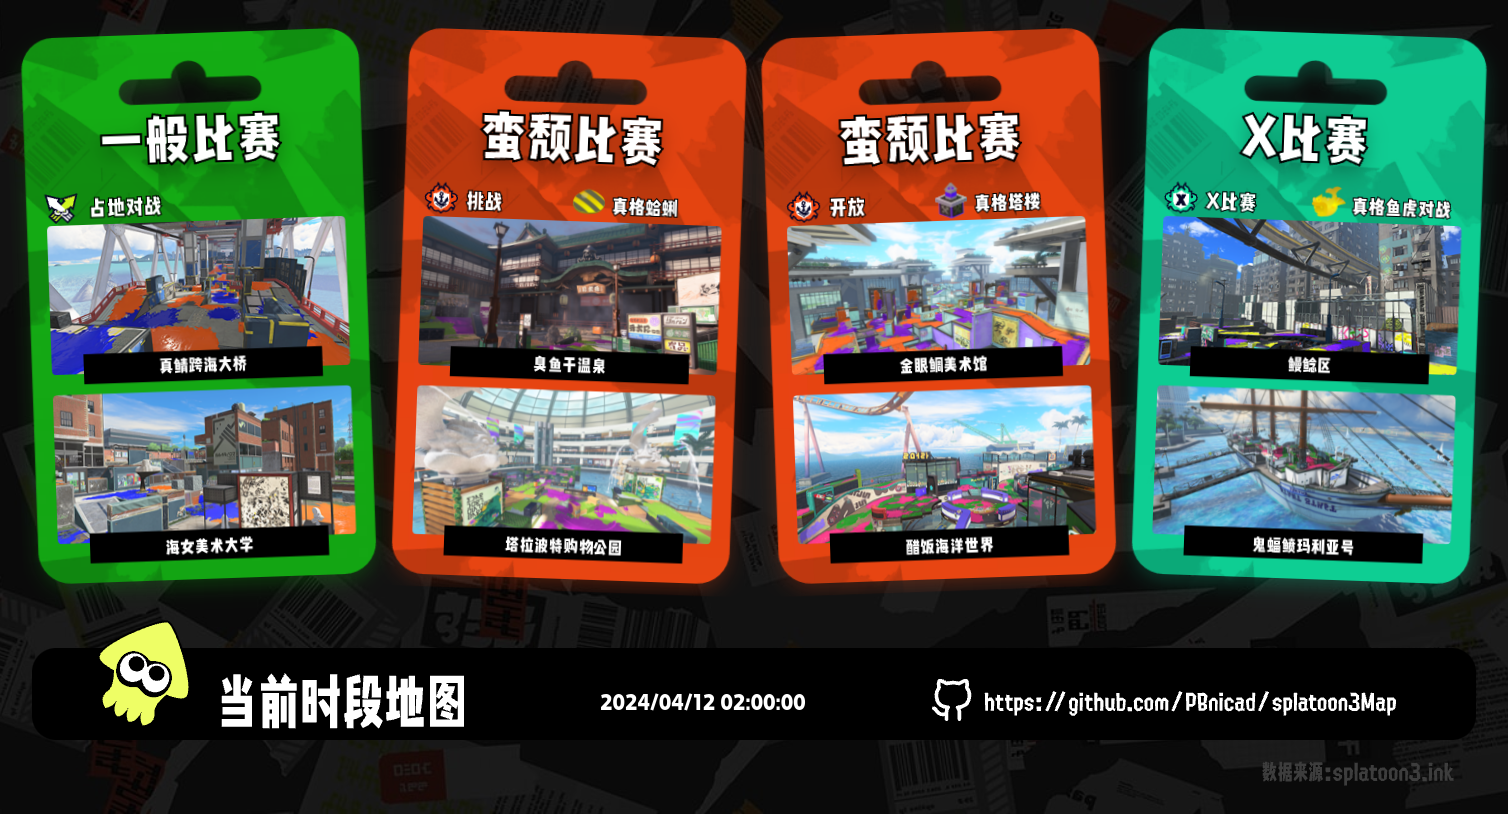 一般比赛
占地对战
真鲭跨海大桥
海女美术大学
蛮颓比赛
挑战
真格蛤蜊
臭鱼干温泉
塔拉波特购物公园
蛮颓比赛
开放
真格塔楼
金眼鲷美术馆
醋饭海洋世界
X比赛
X比赛
真格鱼虎对战
鳗鲶区
鬼蝠鲼玛利亚号
当前时段地图
2024/04/12 02:00:00
https://github.com/PBnicad/splatoon3Map
数据来源:splatoon3.ink